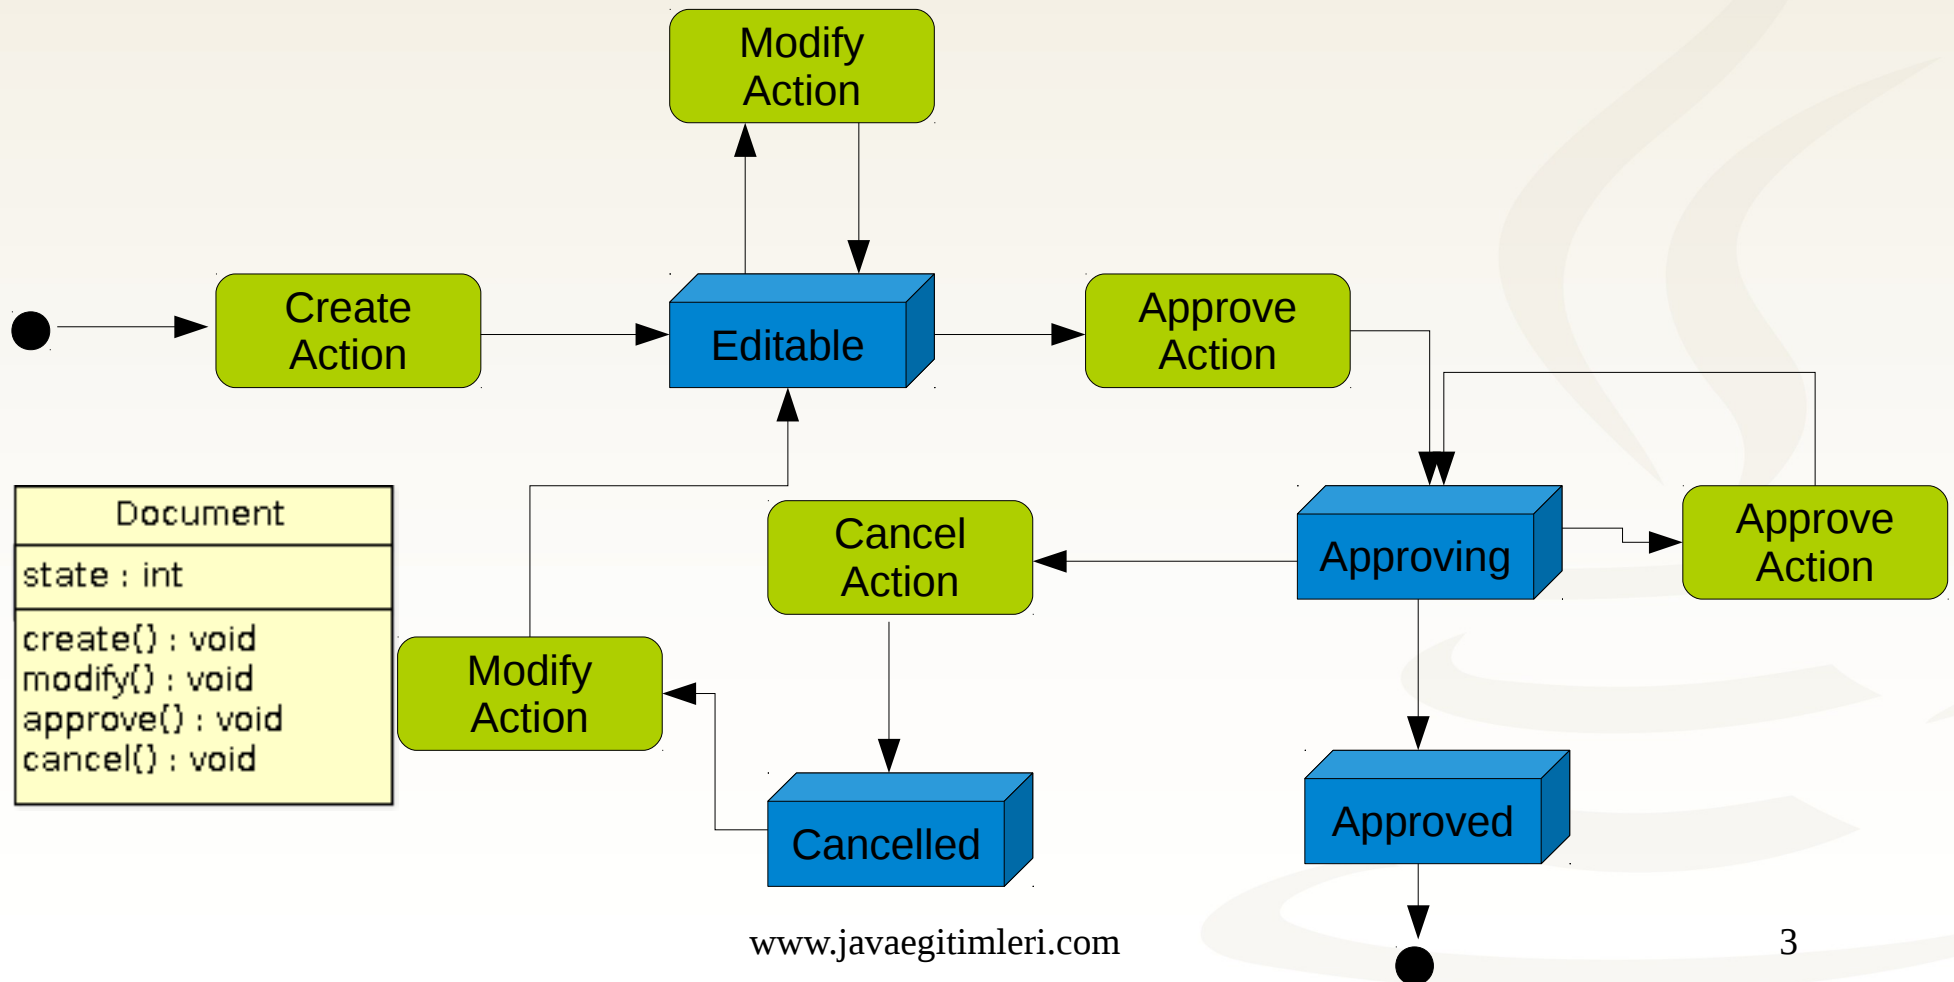 Modify
Action
Create
Action
Editable
Approve
Action
Document
state : int
create() : void
modify() : void
approve() : void
cancel() : void
Cancel
Action
Approving
Approve
Action
Modify
Action
Cancelled
Approved
www.javaegitimleri.com
3